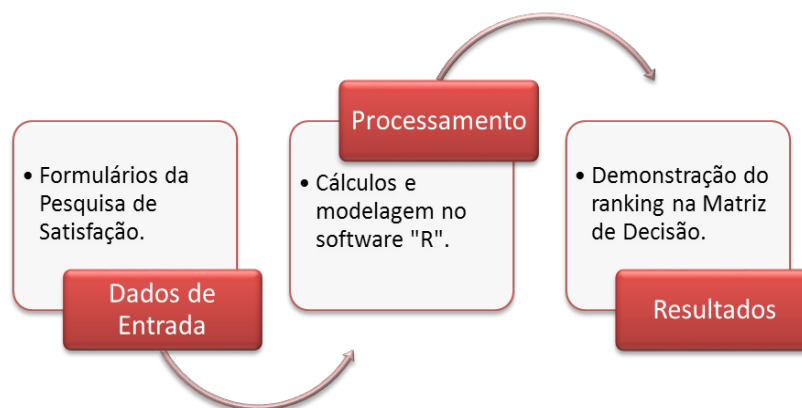 • Formulários da
Pesquisa de
Satisfação.
Dados de
Entrada
Processamento
• Cálculos e
modelagem no
software "R".
• Demonstração do
ranking na Matriz
de Decisão.
Resultados